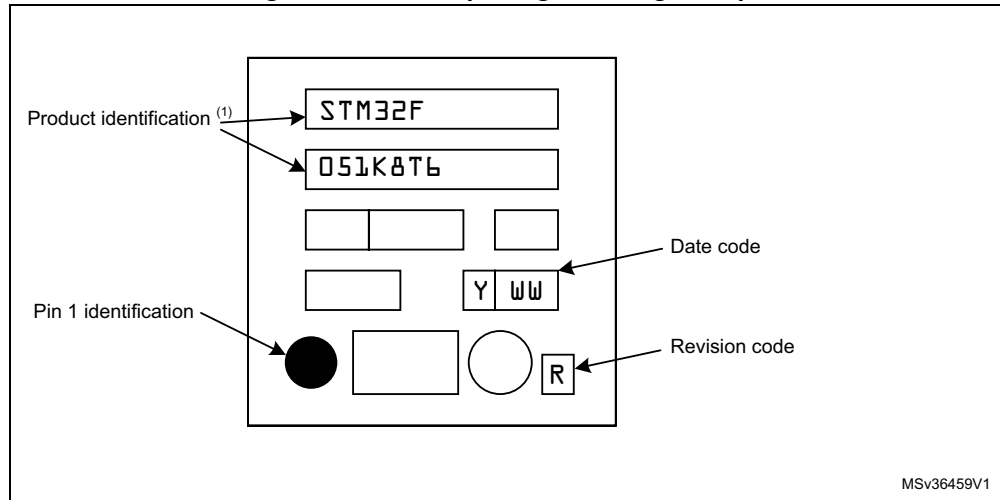 Product identification (1)
STM32F
051K8T6
Date code
Y WW
Pin 1 identification
Revision code
R
MSv36459V1